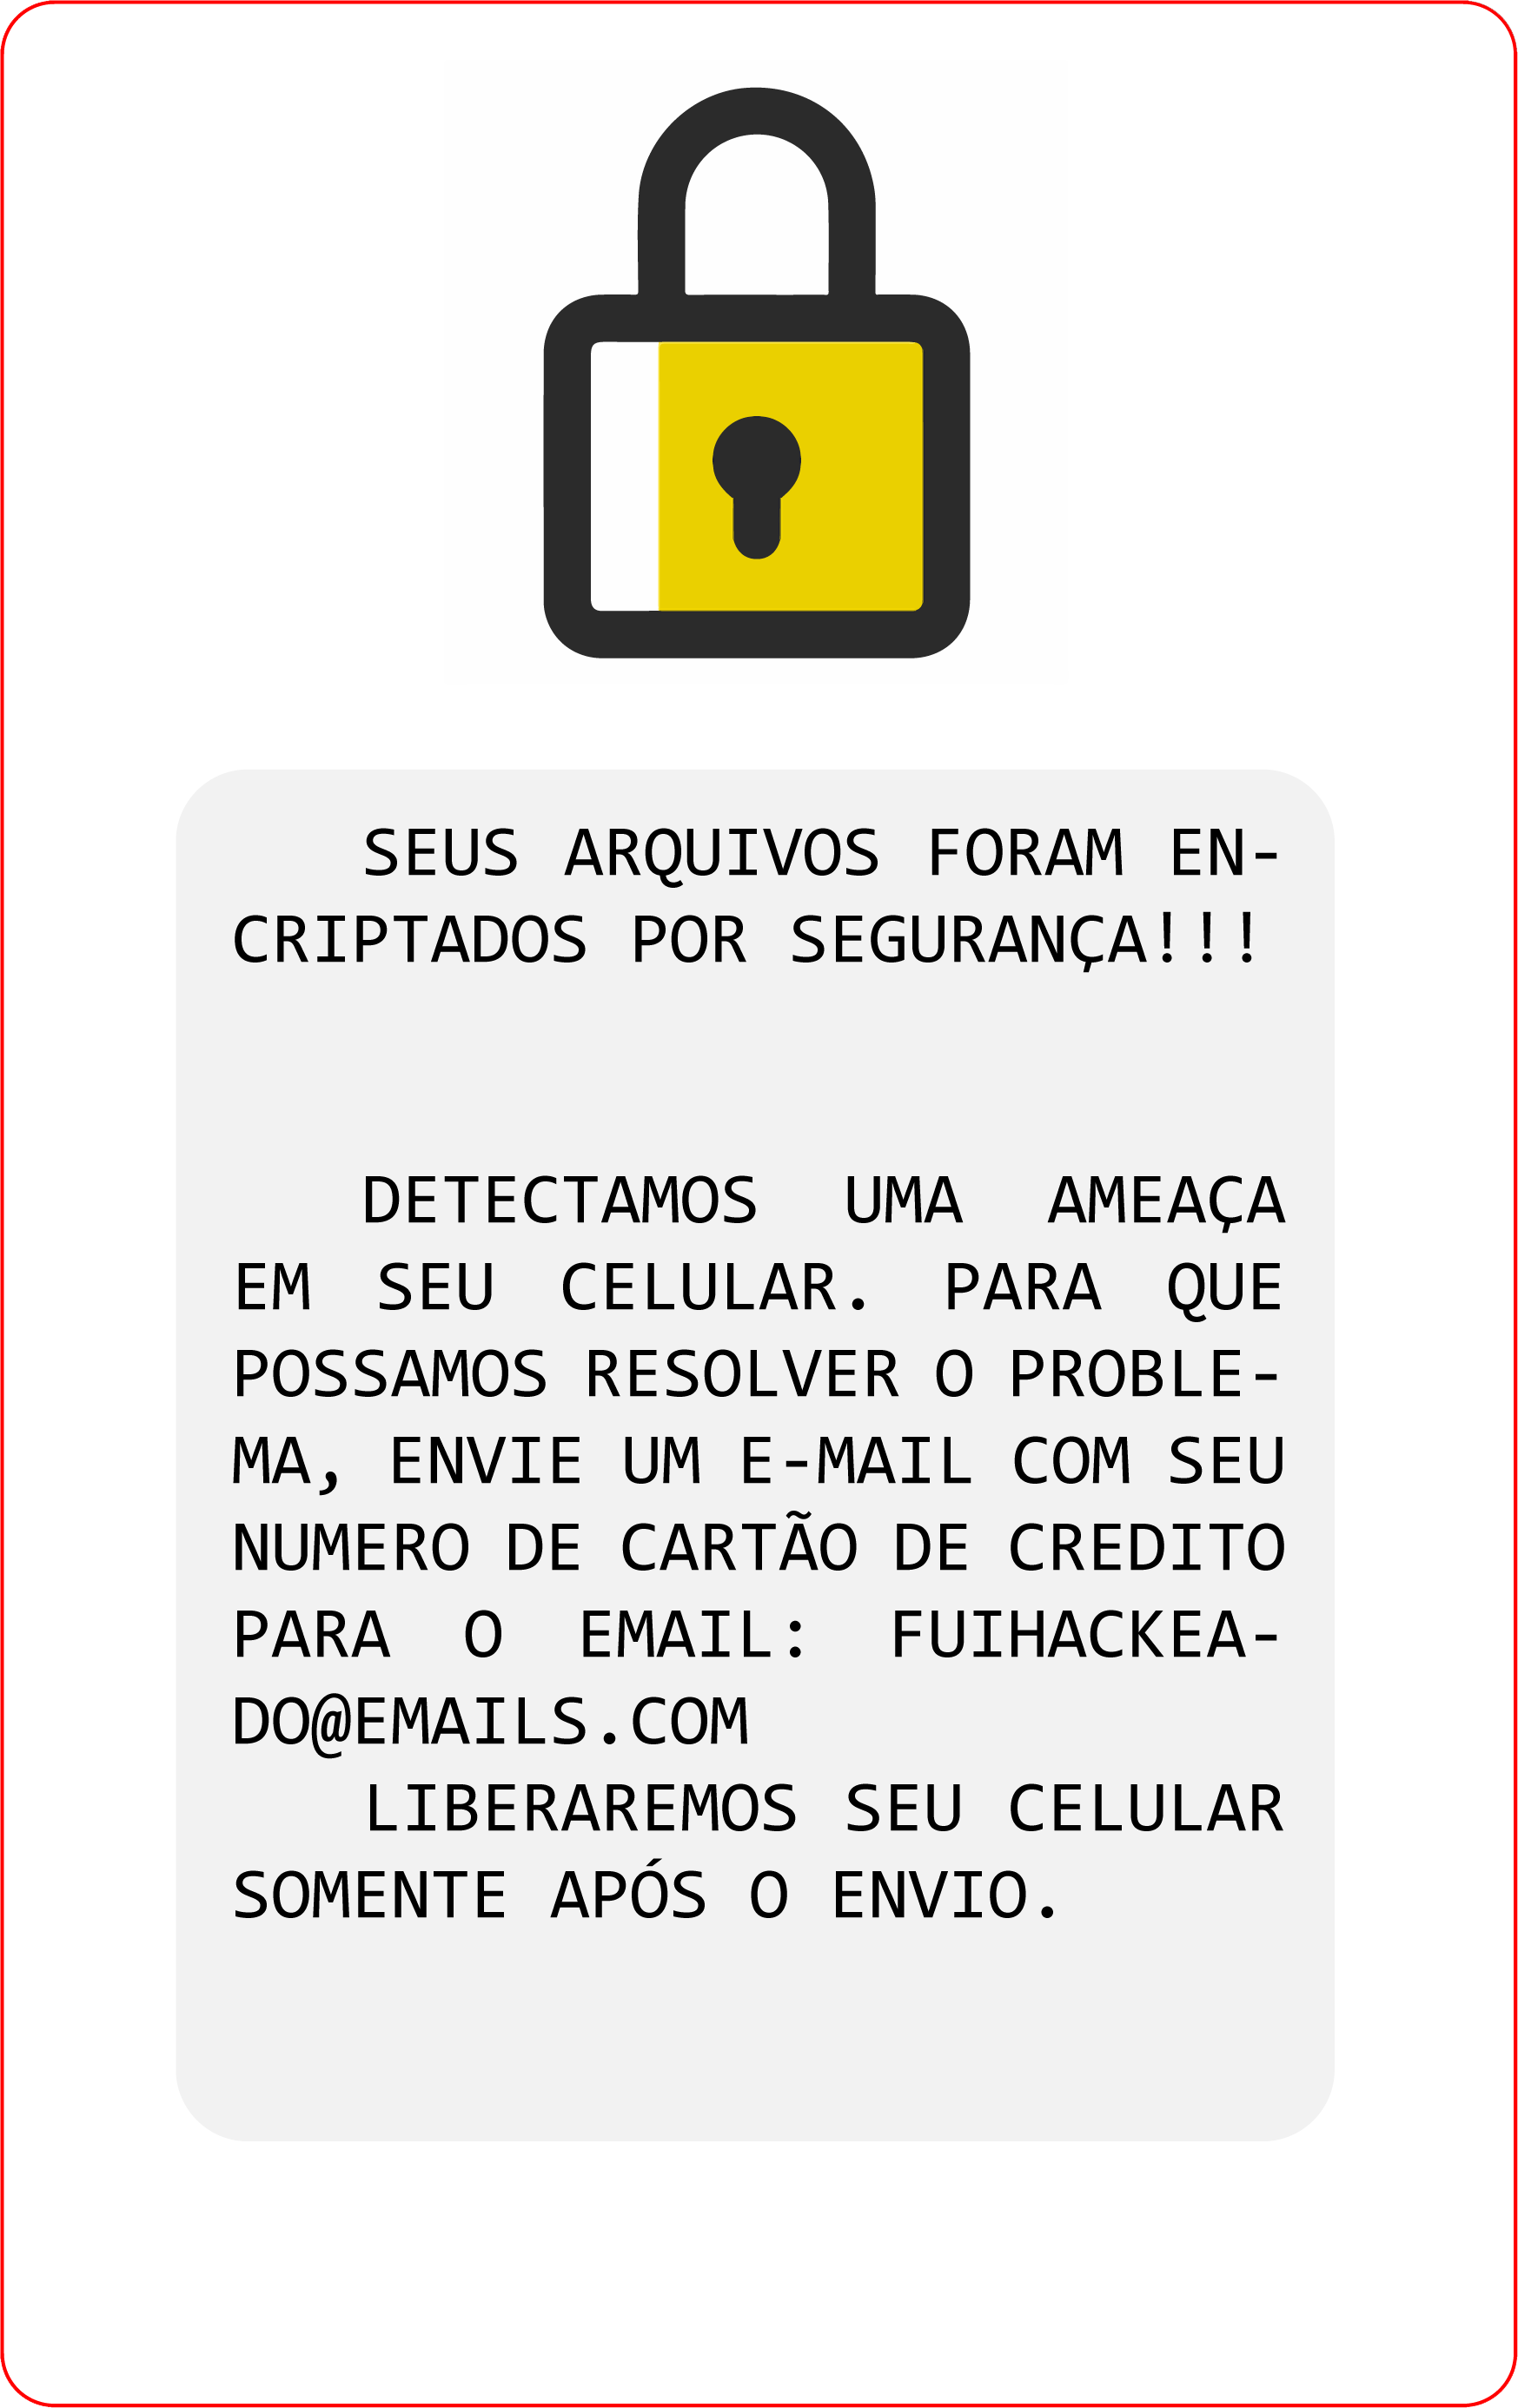 SEUS ARQUIVOS FORAM EN-
CRIPTADOS POR SEGURANÇA!!!
DETECTAMOS UMA AMEAÇA
EM SEU CELULAR. PARA QUE
POSSAMOS RESOLVER O PROBLE-
MA, ENVIE UM E-MAIL COM SEU
NUMERO DE CARTÃO DE CREDITO
PARA O EMAIL: FUIHACKEA-
DO@EMAILS.COM
LIBERAREMOS SEU CELULAR
SOMENTE APÓS O ENVIO.